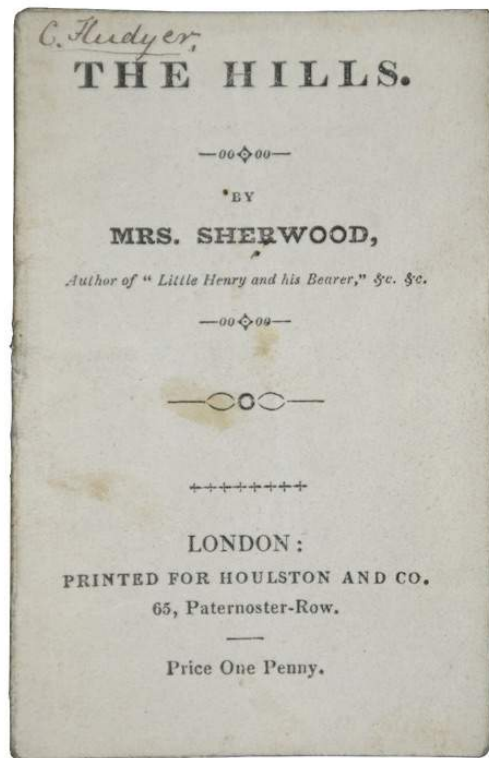 C. Fludyer.
THE HILLS.
BY
MRS. SHERWOOD,
Author of “ Little Henry and his Bearer,” &c. &c.
LONDON:
PRINTED FOR HOULSTON AND CO.
65, Paternoster-Row.
Price One Penny.